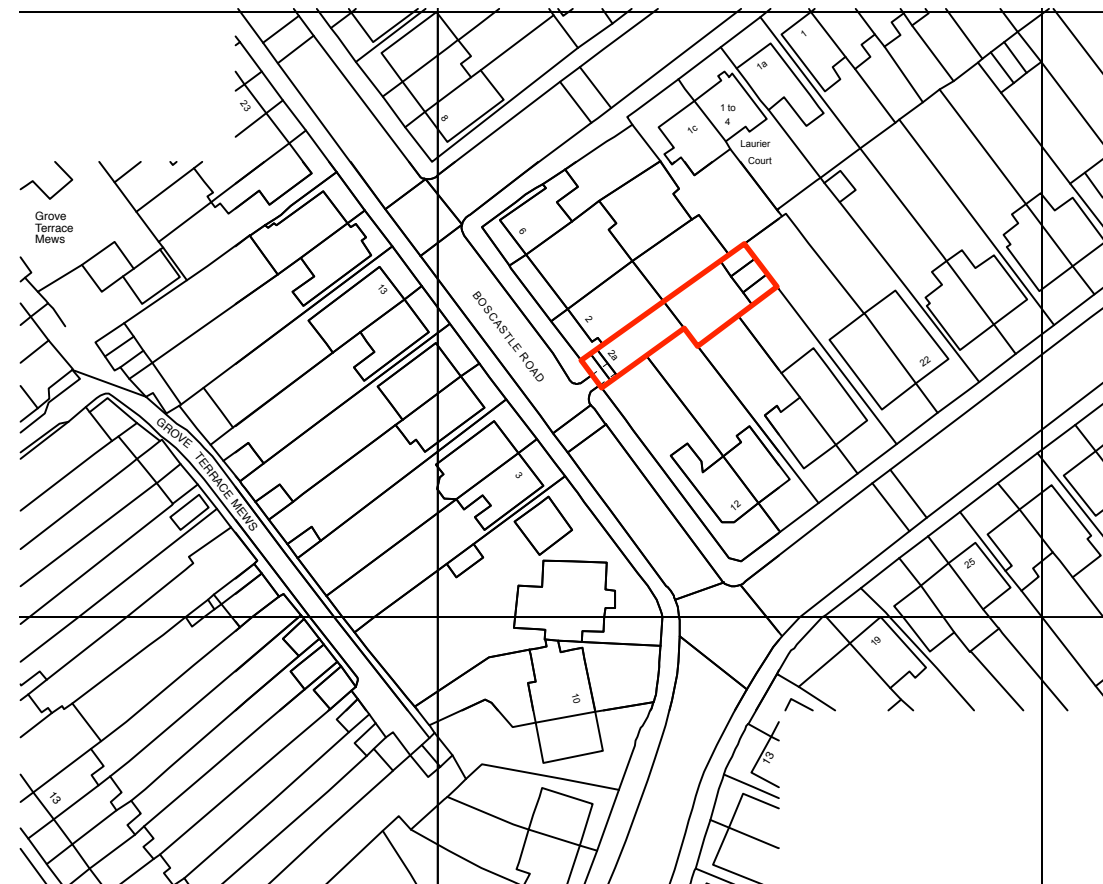 1
1a
23
1 to
4
8
1c
Laurier
Court
Grove
Terrace
Mews
6
13
BOSCASTLE ROAD
2
2a
22
GROVE TERRACE MEWS
3
12
25
19
10
13
13